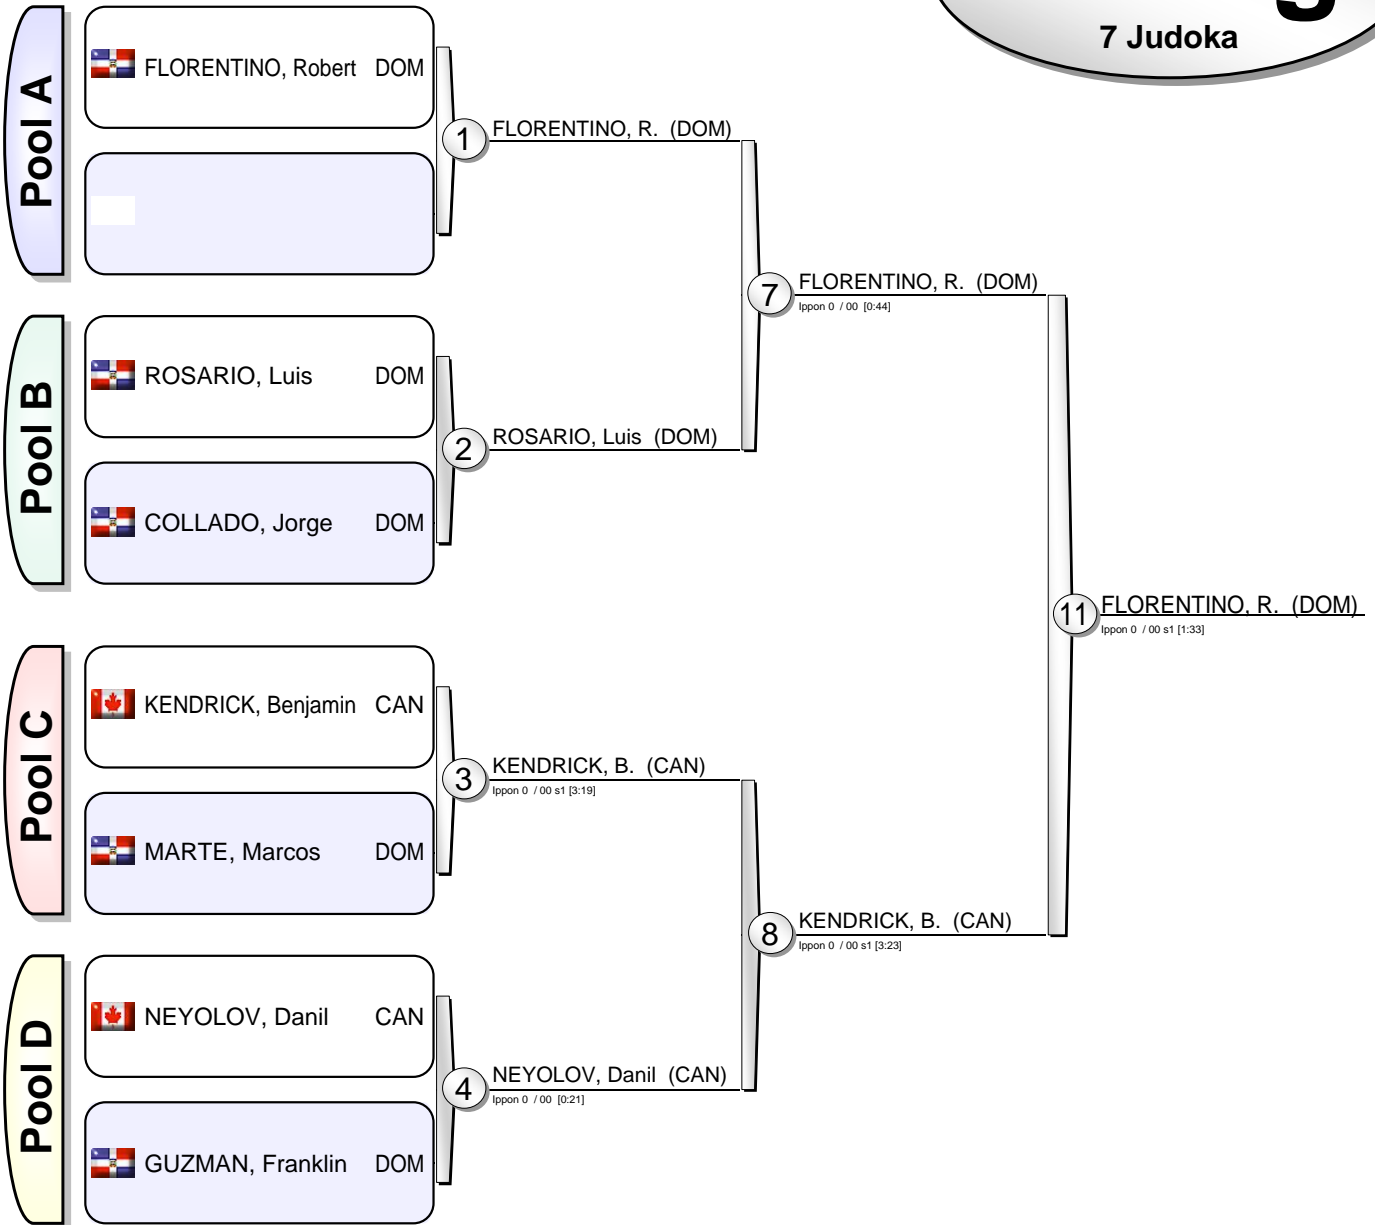 7 Judoka
Pool A
FLORENTINO, Robert DOM
1 FLORENTINO, R. (DOM)
7 FLORENTINO, R. (DOM)
Ippon 0 / 00 [0:44]
Pool B
ROSARIO, Luis DOM
2 ROSARIO, Luis (DOM)
COLLADO, Jorge DOM
11 FLORENTINO, R. (DOM)
Ippon 0 / 00 s1 [1:33]
Pool C
KENDRICK, Benjamin CAN
3 KENDRICK, B. (CAN)
Ippon 0 / 00 s1 [3:19]
MARTE, Marcos DOM
8 KENDRICK, B. (CAN)
Ippon 0 / 00 s1 [3:23]
Pool D
NEYOLOV, Danil CAN
4 NEYOLOV, Danil (CAN)
Ippon 0 / 00 [0:21]
GUZMAN, Franklin DOM